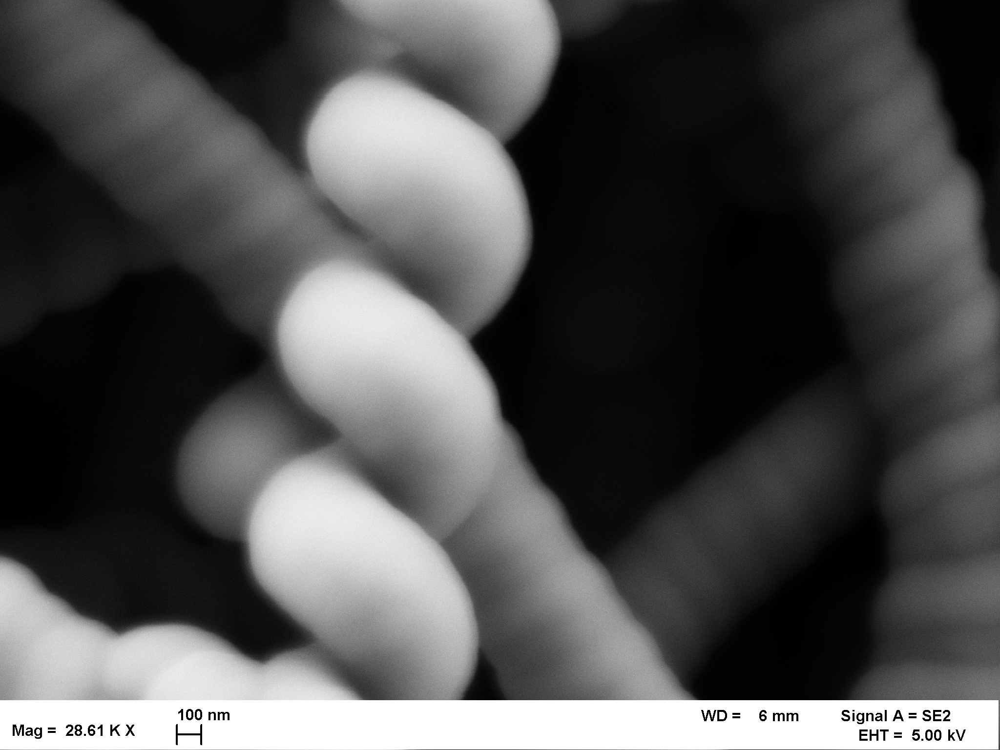 100 nm
Mag = 28.61 K X
WD = 6 mm
Signal A = SE2
EHT = 5.00 kV